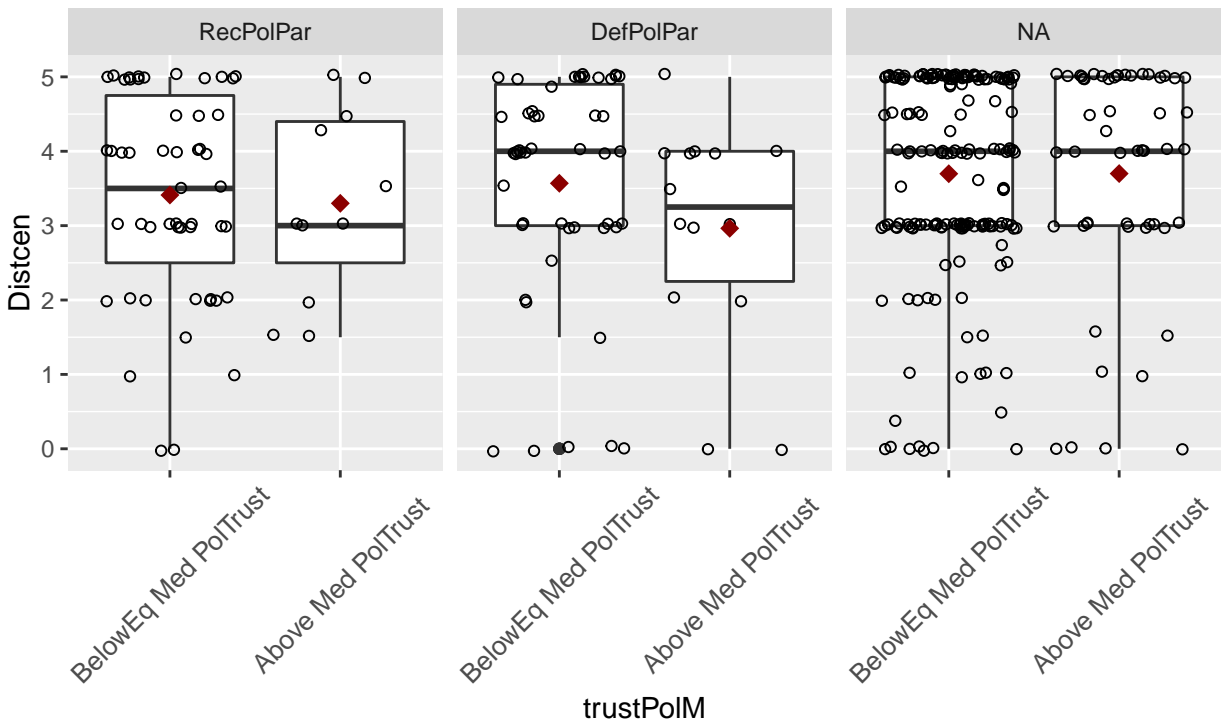 RecPolPar
DefPolPar
NA
Distcen
5
4
3
2
1
0
BelowEq Med PolTrust
Above Med PolTrust
BelowEq Med PolTrust
Above Med PolTrust
BelowEq Med PolTrust
Above Med PolTrust
trustPolM